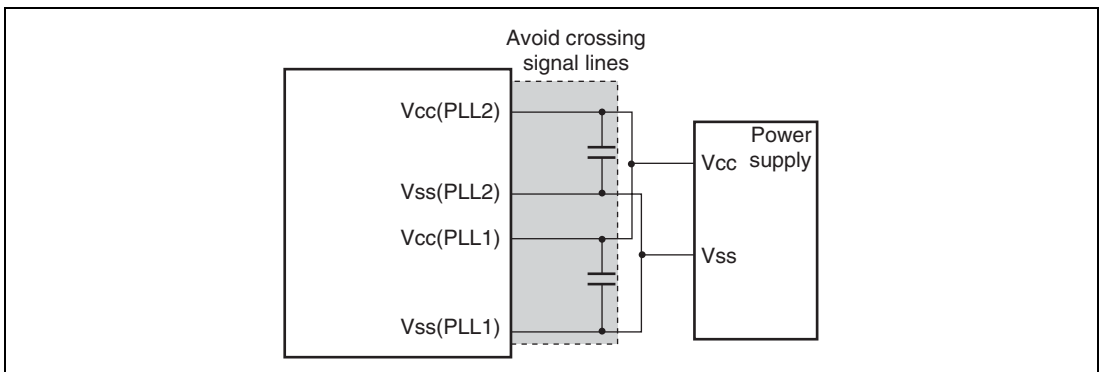 Avoid crossing
signal lines
Vcc(PLL2)
Vss(PLL2)
Vcc(PLL1)
Vss(PLL1)
Power
supply
Vcc
Vss